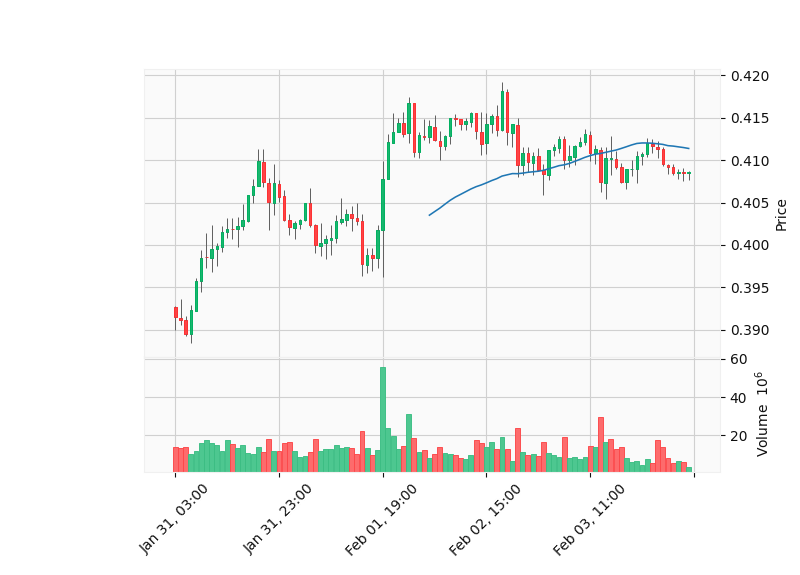 0.420
0.415
0.410
0.405
0.400
0.395
0.390
Price
60
40
20
Volume 10^6
Jan 31, 03:00
Jan 31, 23:00
Feb 01, 19:00
Feb 02, 15:00
Feb 03, 11:00